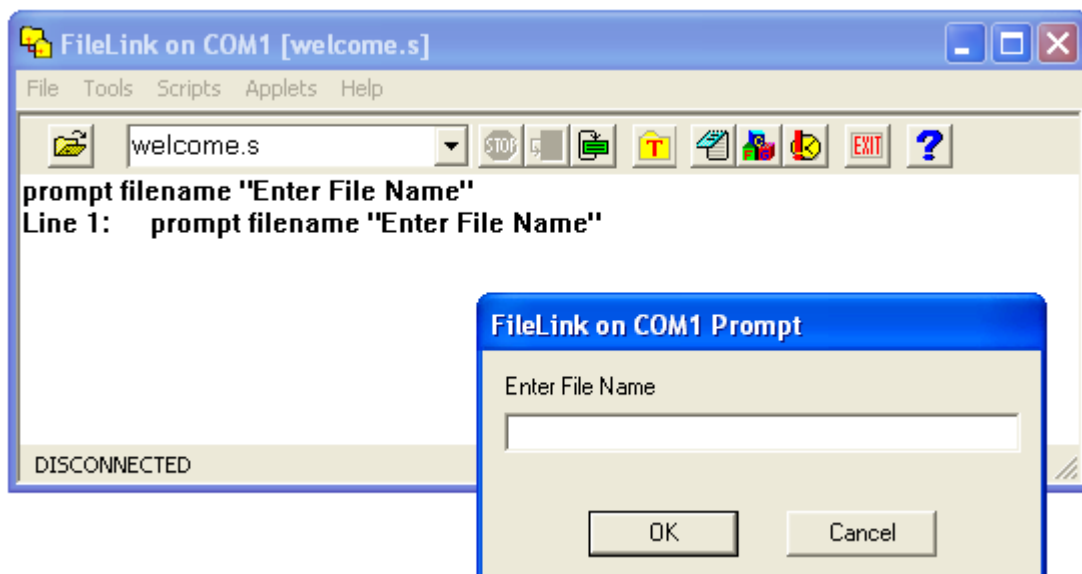 FileLink on COM1 [welcome.s]
File Tools Scripts Applets Help
welcome.s
STOP
T
EXIT
?
prompt filename "Enter File Name"
Line 1: prompt filename "Enter File Name"
FileLink on COM1 Prompt
Enter File Name
DISCONNECTED
OK Cancel